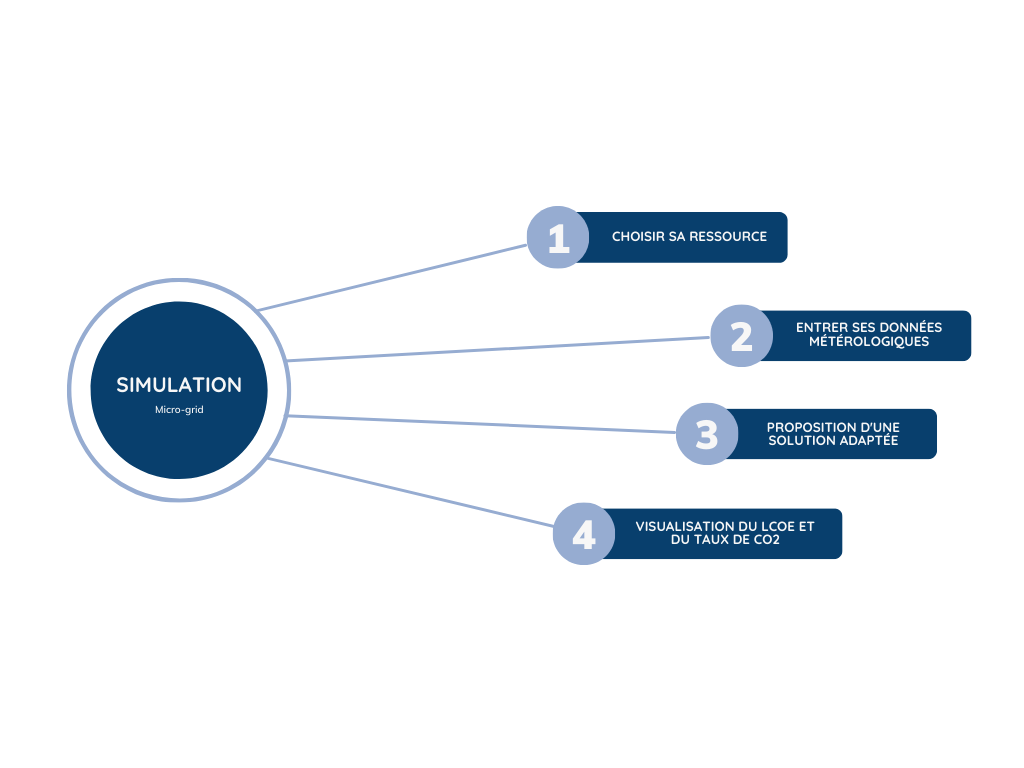 SIMULATION
Micro-grid
1
CHOISIR SA RESSOURCE
2
ENTRER SES DONNÉES
MÉTÉROLOGIQUES
3
PROPOSITION D'UNE
SOLUTION ADAPTÉE
4
VISUALISATION DU LCOE ET
DU TAUX DE CO2